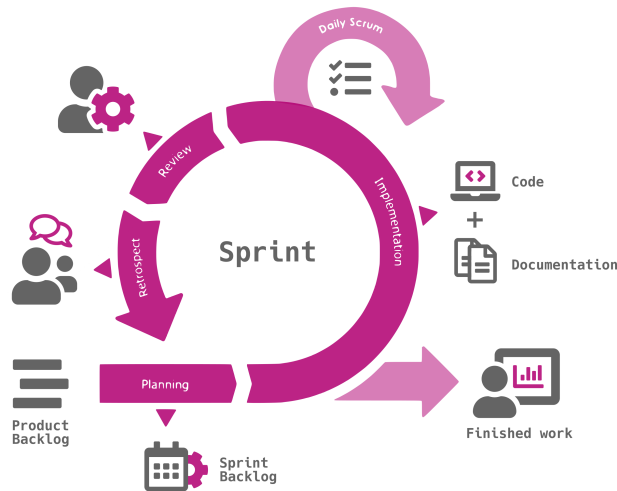 Daily Scrum
Review
Implementation
Code
+
Documentation
Sprint
Retrospect
Planning
Product
Backlog
Sprint
Backlog
Finished work